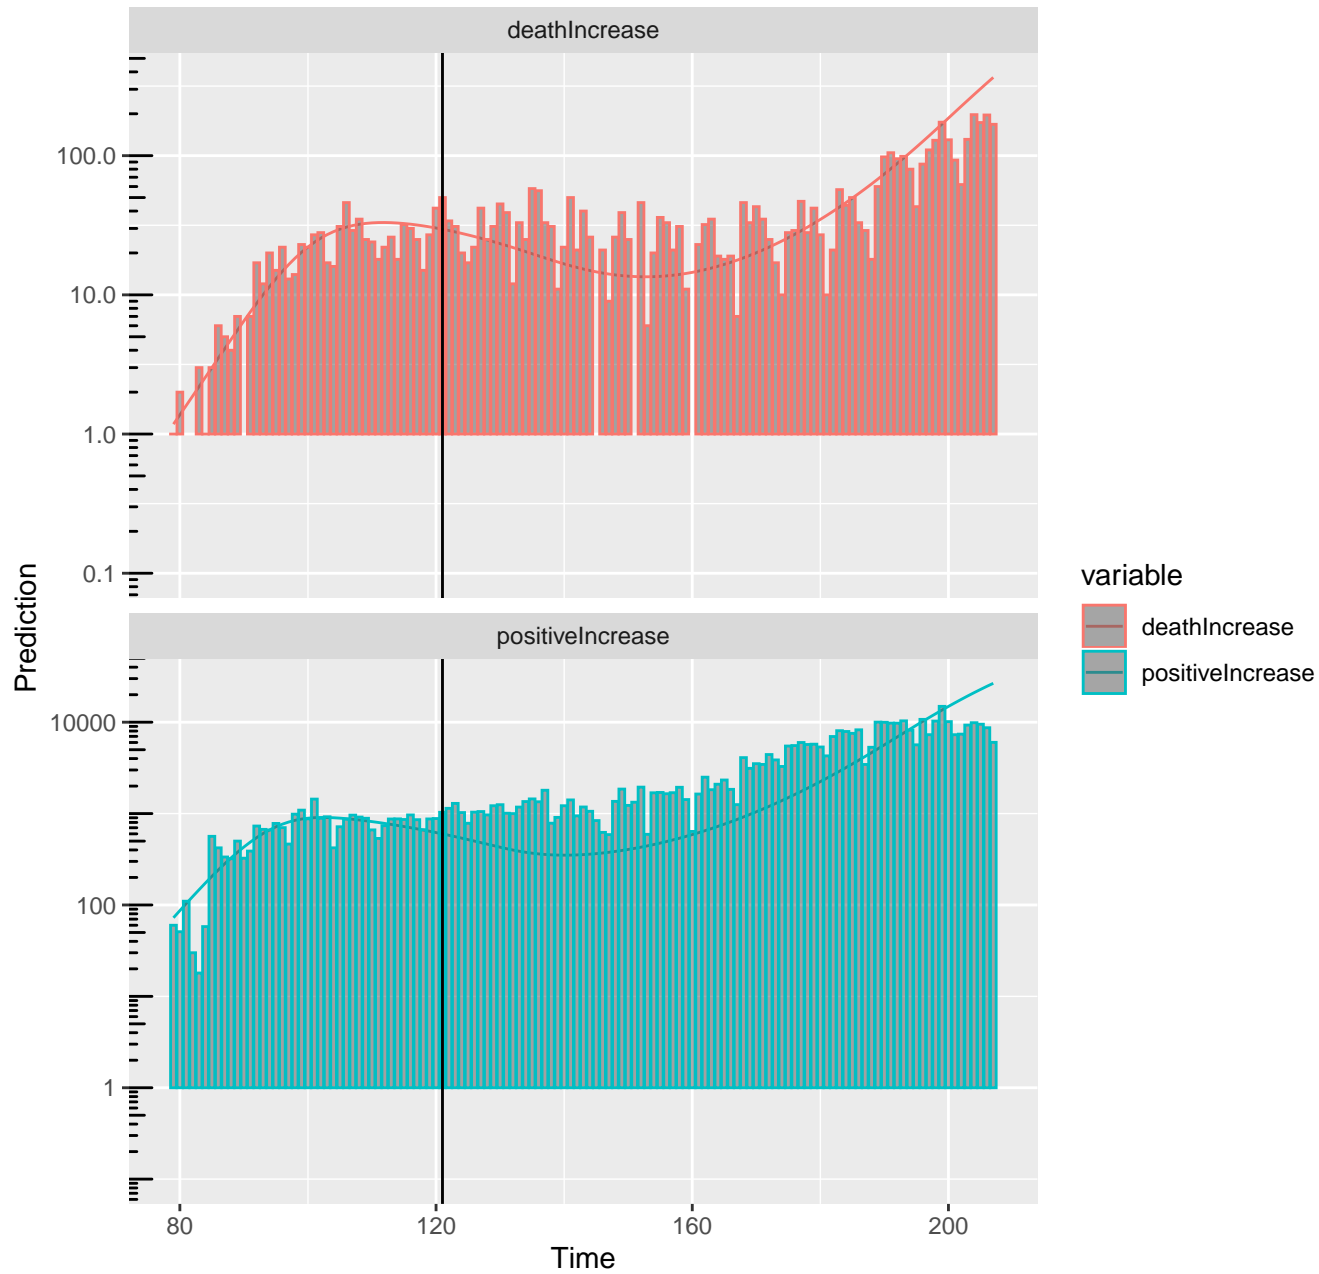 deathIncrease
100.0
10.0
1.0
0.1
positiveIncrease
10000
100
1
80 120 160 200
Time
Prediction
variable
deathIncrease
positiveIncrease